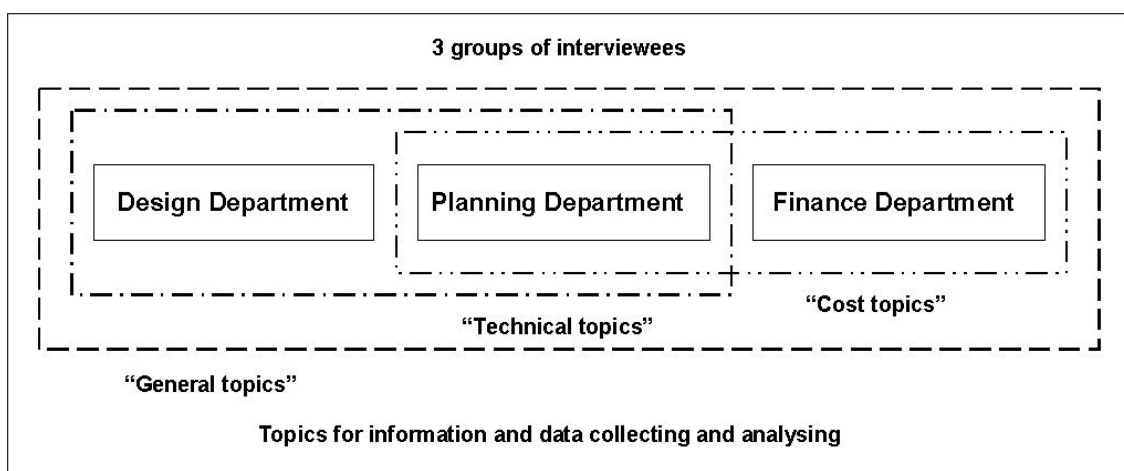 3 groups of interviewees
Design Department
Planning Department
Finance Department
“Cost topics”
“Technical topics”
“General topics”
Topics for information and data collecting and analysing